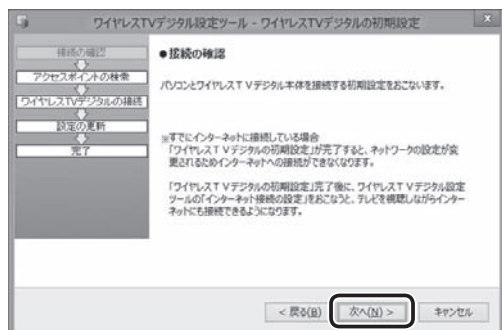 ワイヤレスTVデジタル設定ツール - ワイヤレスTVデジタルの初期設定
x
接続の確認
アクセスポイントの検索
ワイヤレスTVデジタルの接続
設定の更新
完了
●接続の確認
パソコンとワイヤレスTVデジタル本体を接続する初期設定をおこないます。
※すでにインターネットに接続している場合
「ワイヤレスTVデジタルの初期設定」が完了すると、ネットワークの設定が変
更されるためインターネットへの接続ができなくなります。
「ワイヤレスTVデジタルの初期設定」完了後に、ワイヤレスTVデジタル設定
ツールの「インターネット接続の設定」をおこなうと、テレビを視聴しながらインター
ネットにも接続できるようになります。
< 戻る(B)
次へ(N) >
キャンセル